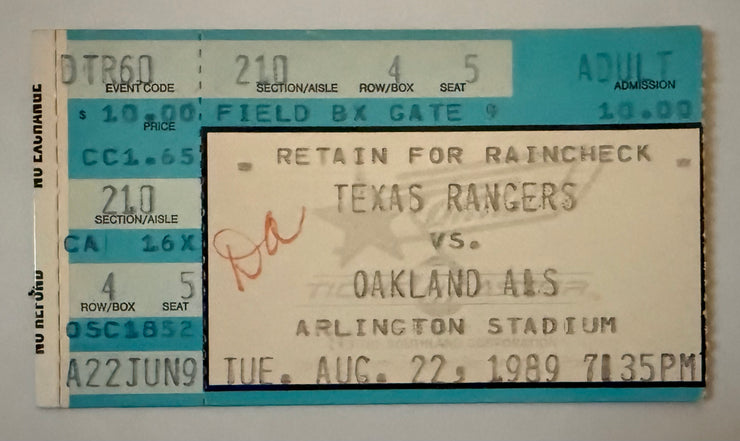 DTR60 210 4 5 ADULT
EVENT CODE SECTION/AISLE ROW/BOX SEAT ADMISSION
$ 10.00 FIELD BX GATE 9 10.00
PRICE
CC1.65 RETAIN FOR RAINCHECK
210 TEXAS RANGERS
SECTION/AISLE
CA 16X VS.
Da
4 5 OAKLAND A&S
ROW/BOX SEAT
OSC1852 ARLINGTON STADIUM
A22JUN9 TUE. AUG. 22, 1989 7:35PM
NO EXCHANGE
NO REFUND